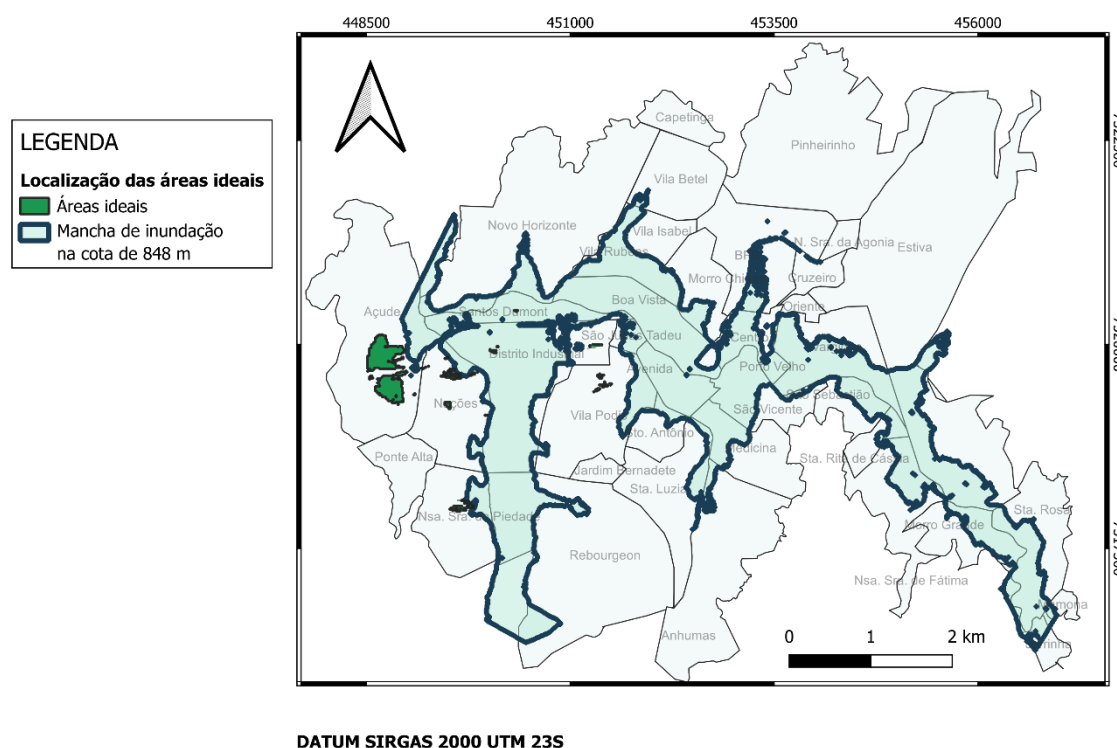 448500 451000 453500 456000
LEGENDA
Localização das áreas ideais
Áreas ideais
Mancha de inundação
na cota de 848 m
Capetinga
Pinheirinho
Vila Betel
Novo Horizonte
Vila Isabel
N. Sra. da Agonia
Estiva
Vila Rubens
Morro Chic
Cruzeiro
Açude
Santos Dumont
Boa Vista
Oriente
São Judas Tadeu
Centro
Distrito Industrial
Avenida
Porto Velho
Nações
São Vicente
São Sebastião
Vila Podis
Sto. Antônio
Medicina
Ponte Alta
Jardim Bernadete
Sta. Rita de Cássia
Sta. Luzia
Nsa. Sra. da Piedade
Sta. Rosa
Morro Grande
Rebourgeon
Nsa. Sra. de Fátima
Anhumas
0 1 2 km
DATUM SIRGAS 2000 UTM 23S